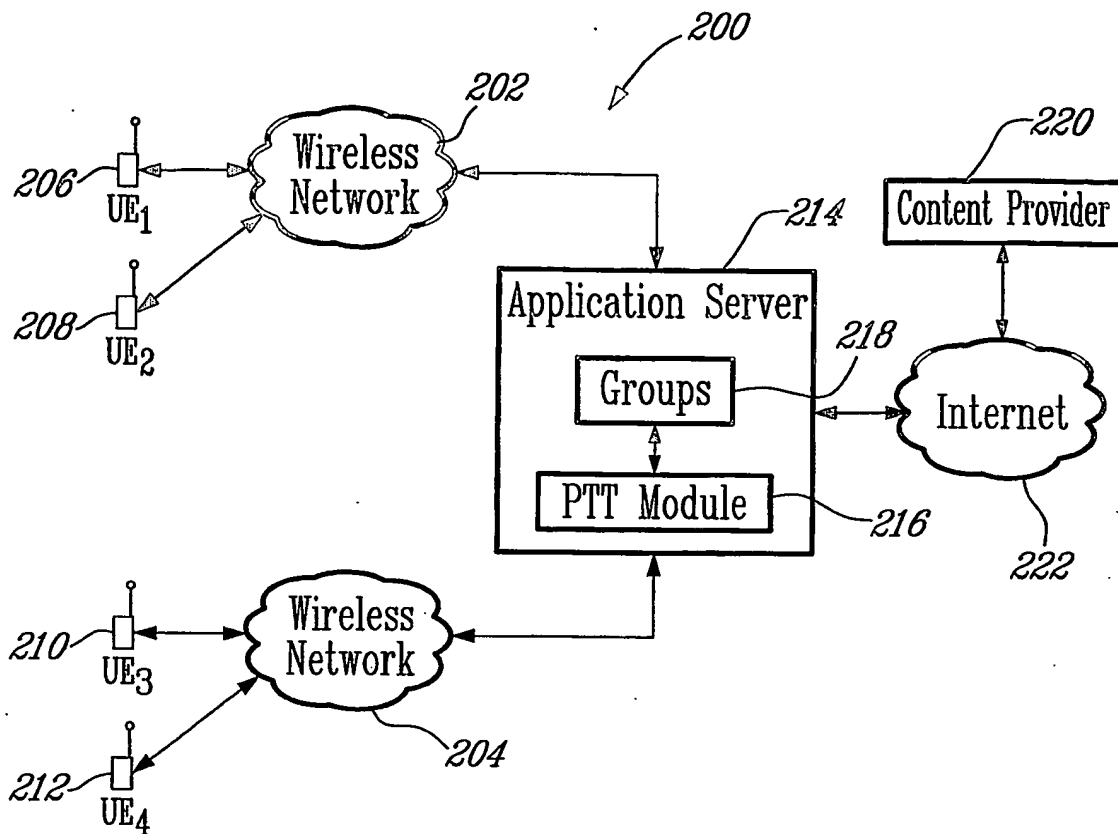 200
202
Wireless
Network
206
UE1
208
UE2
220
Content Provider
214
Application Server
218
Groups
PTT Module
216
Internet
222
Wireless
Network
204
210
UE3
212
UE4